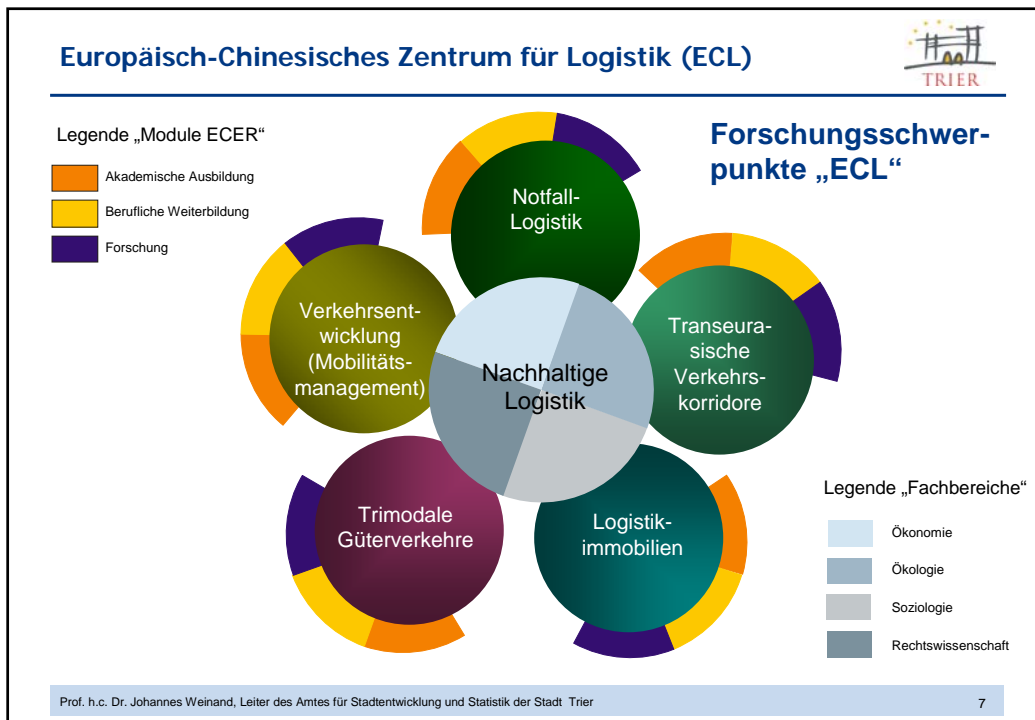 Europäisch-Chinesisches Zentrum für Logistik (ECL)
TRIER
Legende „Module ECER“
Akademische Ausbildung
Berufliche Weiterbildung
Forschung
Forschungsschwer-
punkte „ECL“
Notfall-
Logistik
Verkehrsent-
wicklung
(Mobilitäts-
management)
Transeura-
sische
Verkehrs-
korridore
Nachhaltige
Logistik
Trimodale
Güterverkehre
Logistik-
immobilien
Legende „Fachbereiche“
Ökonomie
Ökologie
Soziologie
Rechtswissenschaft
Prof. h.c. Dr. Johannes Weinand, Leiter des Amtes für Stadtentwicklung und Statistik der Stadt Trier
7